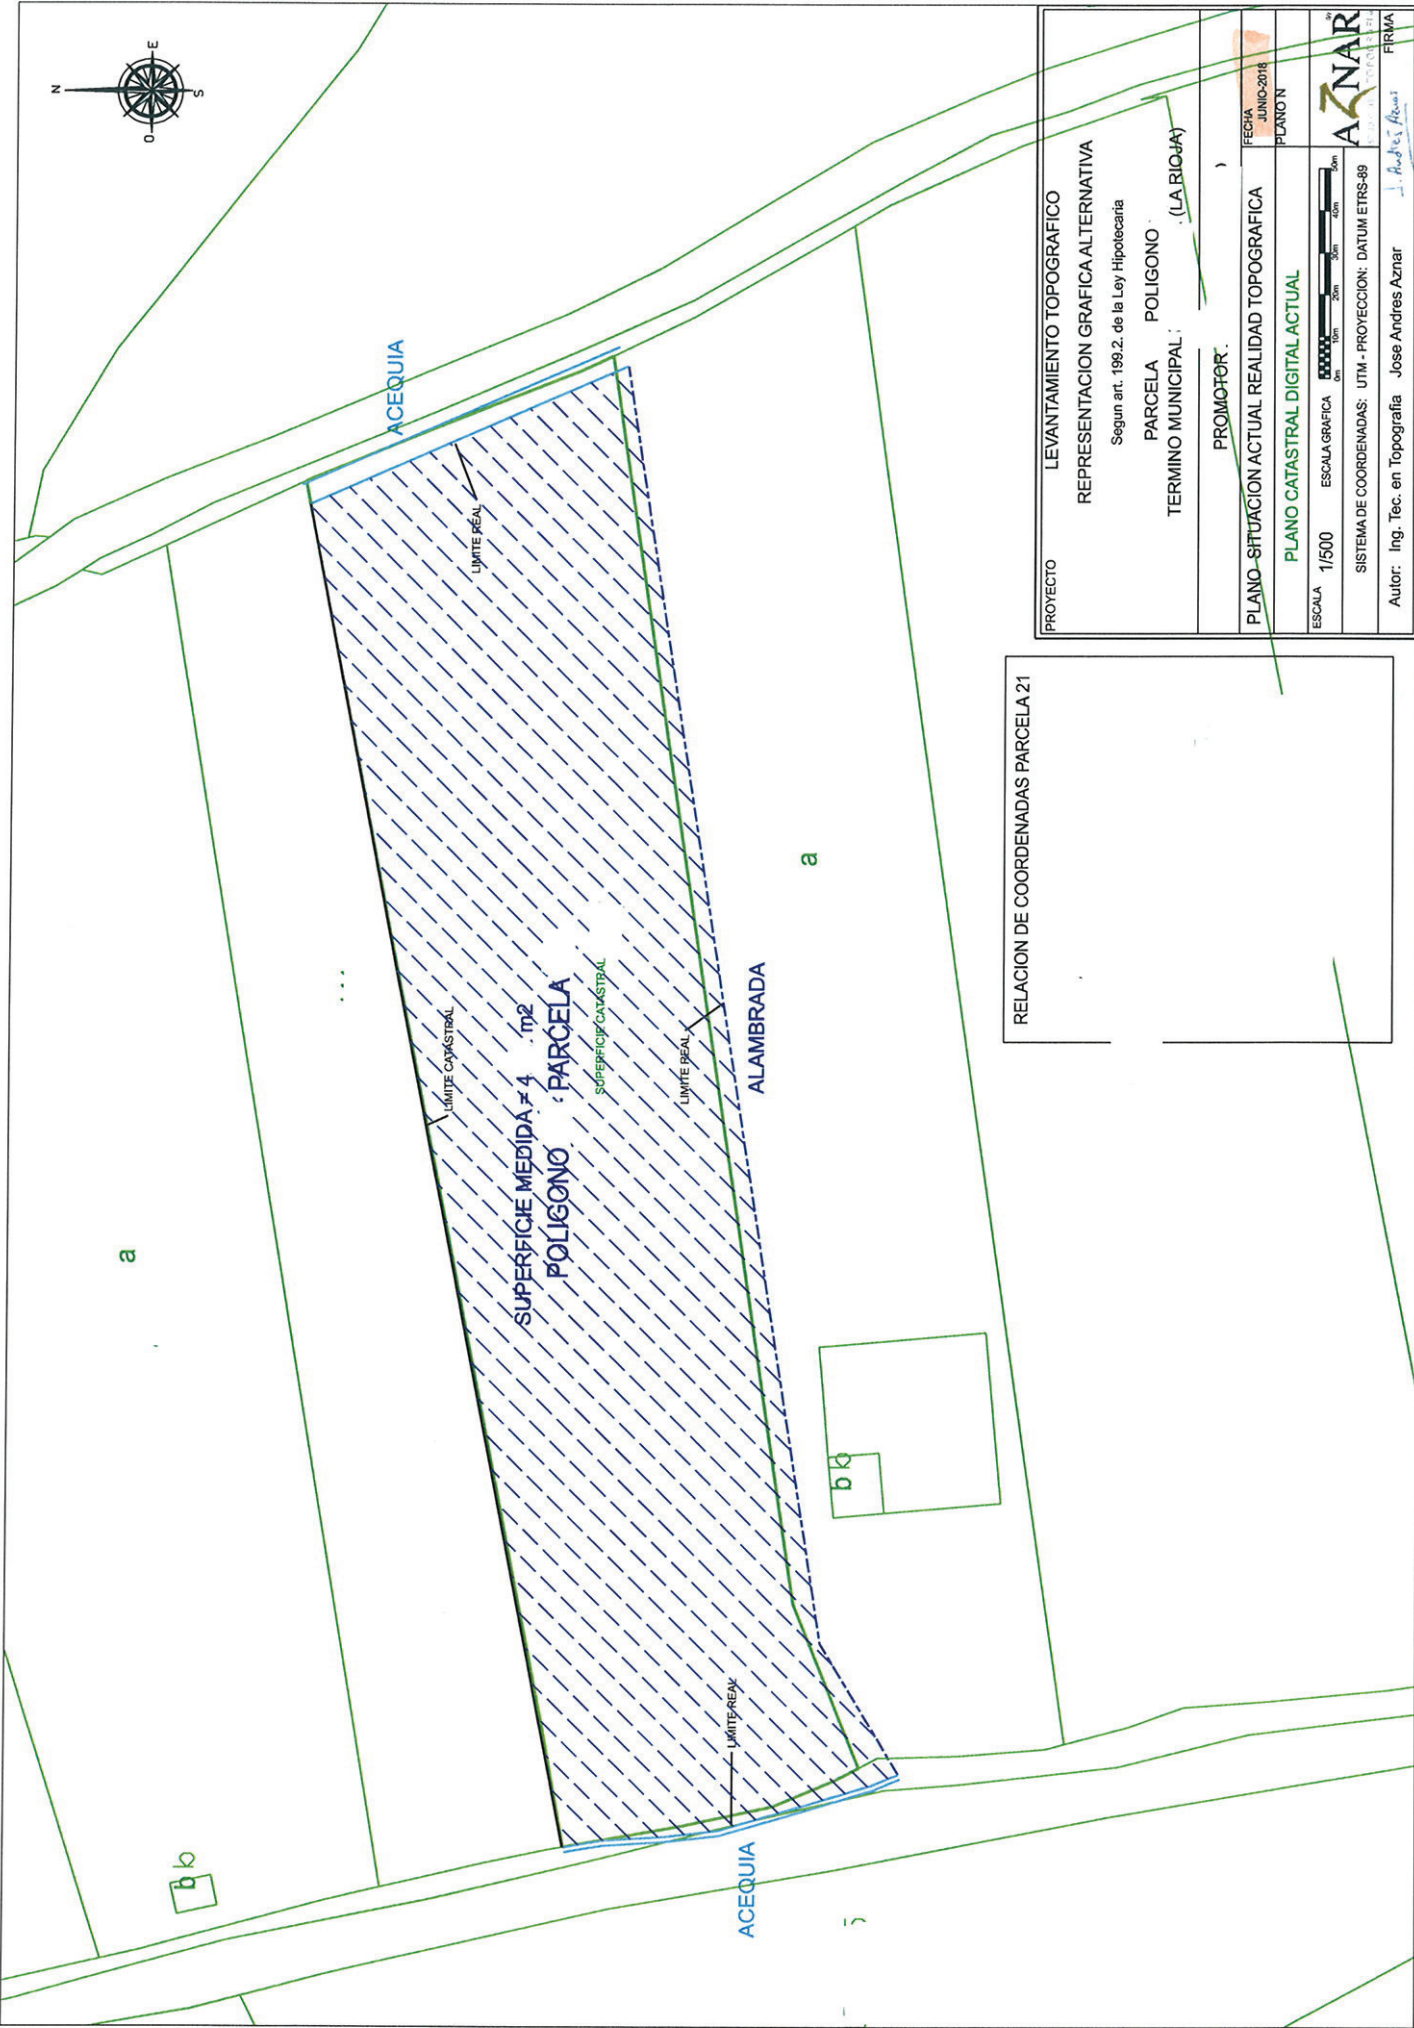 N
E
S
O
ACEQUIA
LIMITE REAL
a
LIMITE CATASTRAL
SUPERFICIE MEDIDA = 4 m2
POLIGONO PARCELA
SUPERFICIE CATASTRAL
LIMITE REAL
ALAMBRADA
a
b b
LIMITE REAL
ACEQUIA
b b
RELACION DE COORDENADAS PARCELA 21
PROYECTO
LEVANTAMIENTO TOPOGRAFICO
REPRESENTACION GRAFICA ALTERNATIVA
Segun art. 199.2. de la Ley Hipotecaria
PARCELA POLIGONO
TERMINO MUNICIPAL : (LA RIOJA)
PROMOTOR
PLANO SITUACION ACTUAL REALIDAD TOPOGRAFICA
FECHA
JUNIO-2018
PLANO CATASTRAL DIGITAL ACTUAL
PLANO N
ESCALA 1/500 ESCALA GRAFICA 0m 10m 20m 30m 40m 50m
AZNAR
SISTEMA DE COORDENADAS: UTM - PROYECCION: DATUM ETRS-89
Autor: Ing. Tec. en Topografia Jose Andres Aznar
J. Andrés Aznar
FIRMA